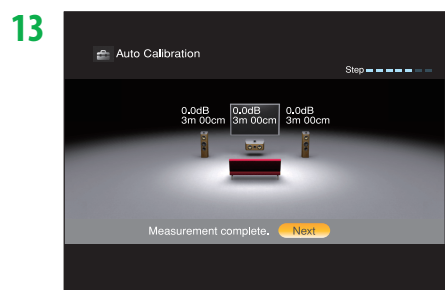 13
Auto Calibration
Step
0.0dB 0.0dB 0.0dB
3m 00cm 3m 00cm 3m 00cm
Measurement complete. Next